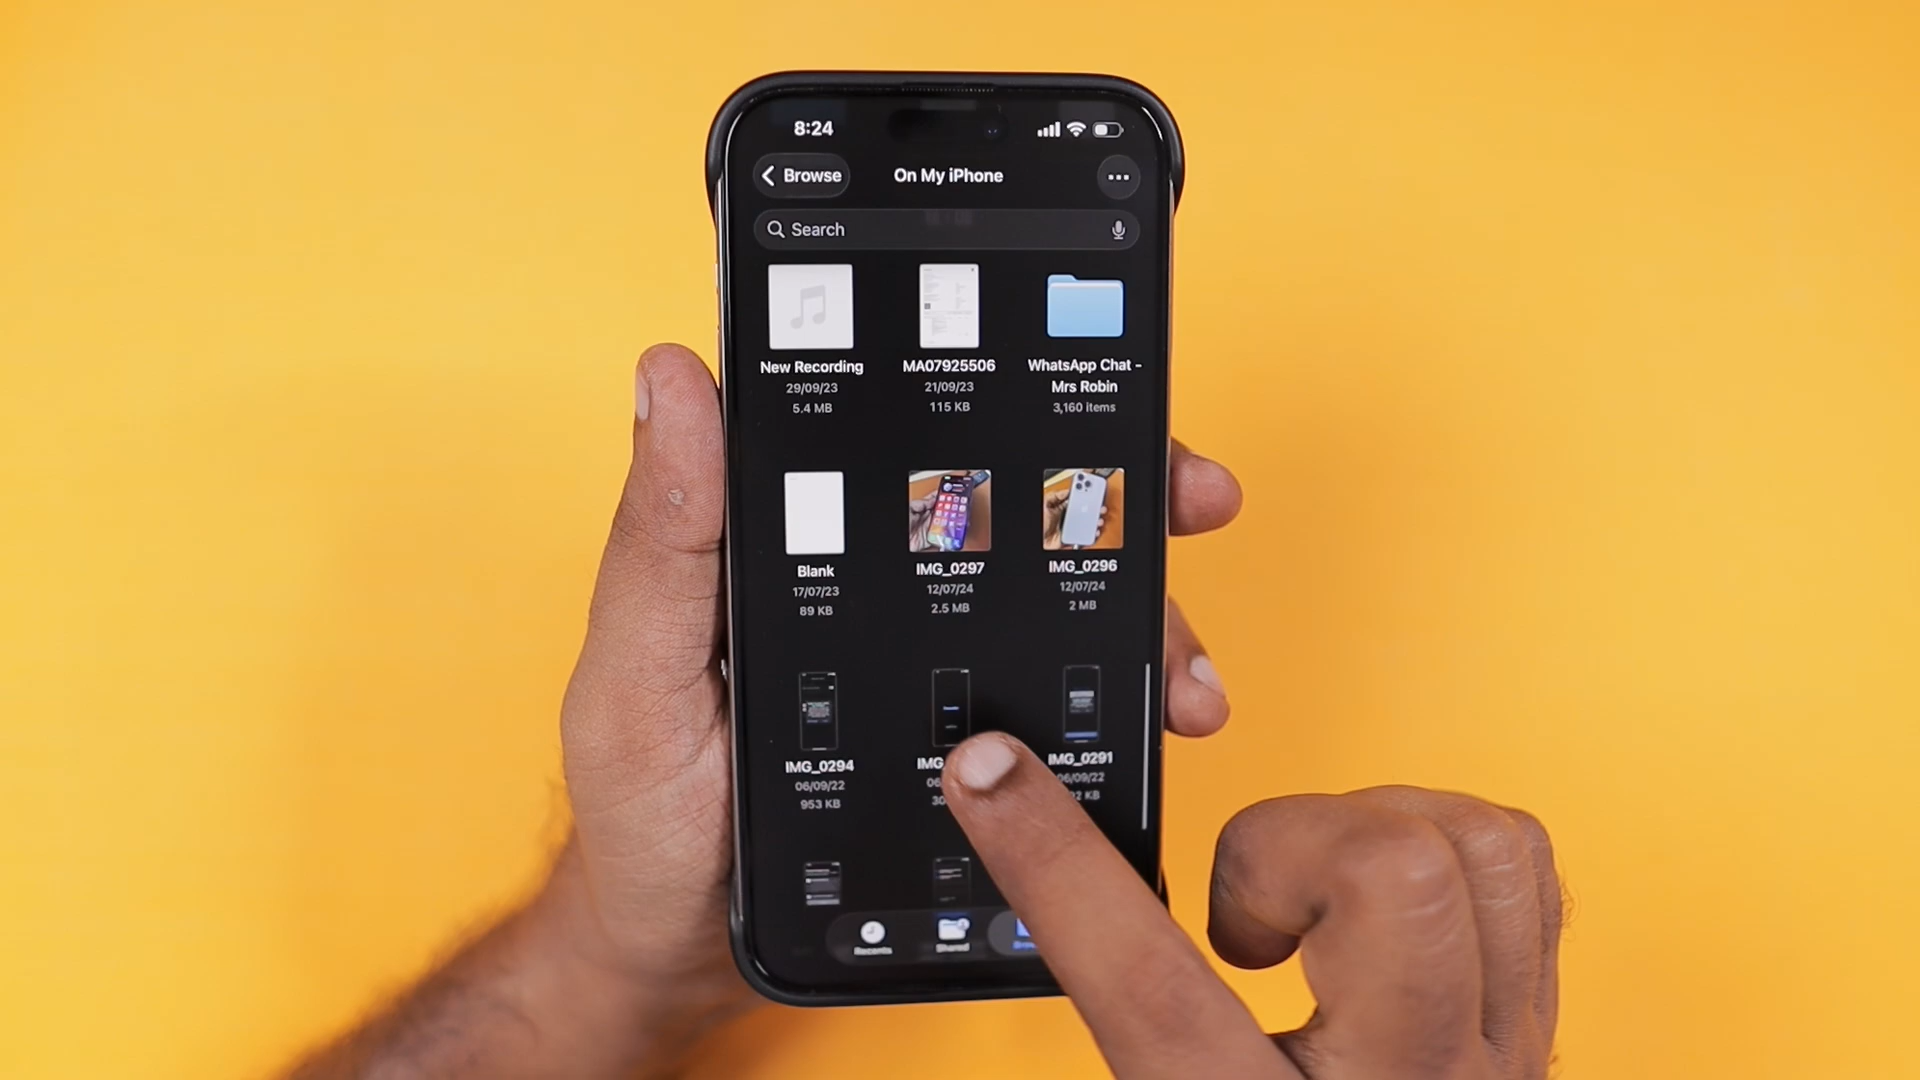 8:24
Browse
On My iPhone
Search
New Recording
29/09/23
5.4 MB
MA07925506
21/09/23
115 KB
WhatsApp Chat -
Mrs Robin
3,160 items
Blank
17/07/23
89 KB
IMG_0297
12/07/24
2.5 MB
IMG_0296
12/07/24
2 MB
IMG_0294
06/09/22
953 KB
IMG_0291
06/09/22
Recents
Shared